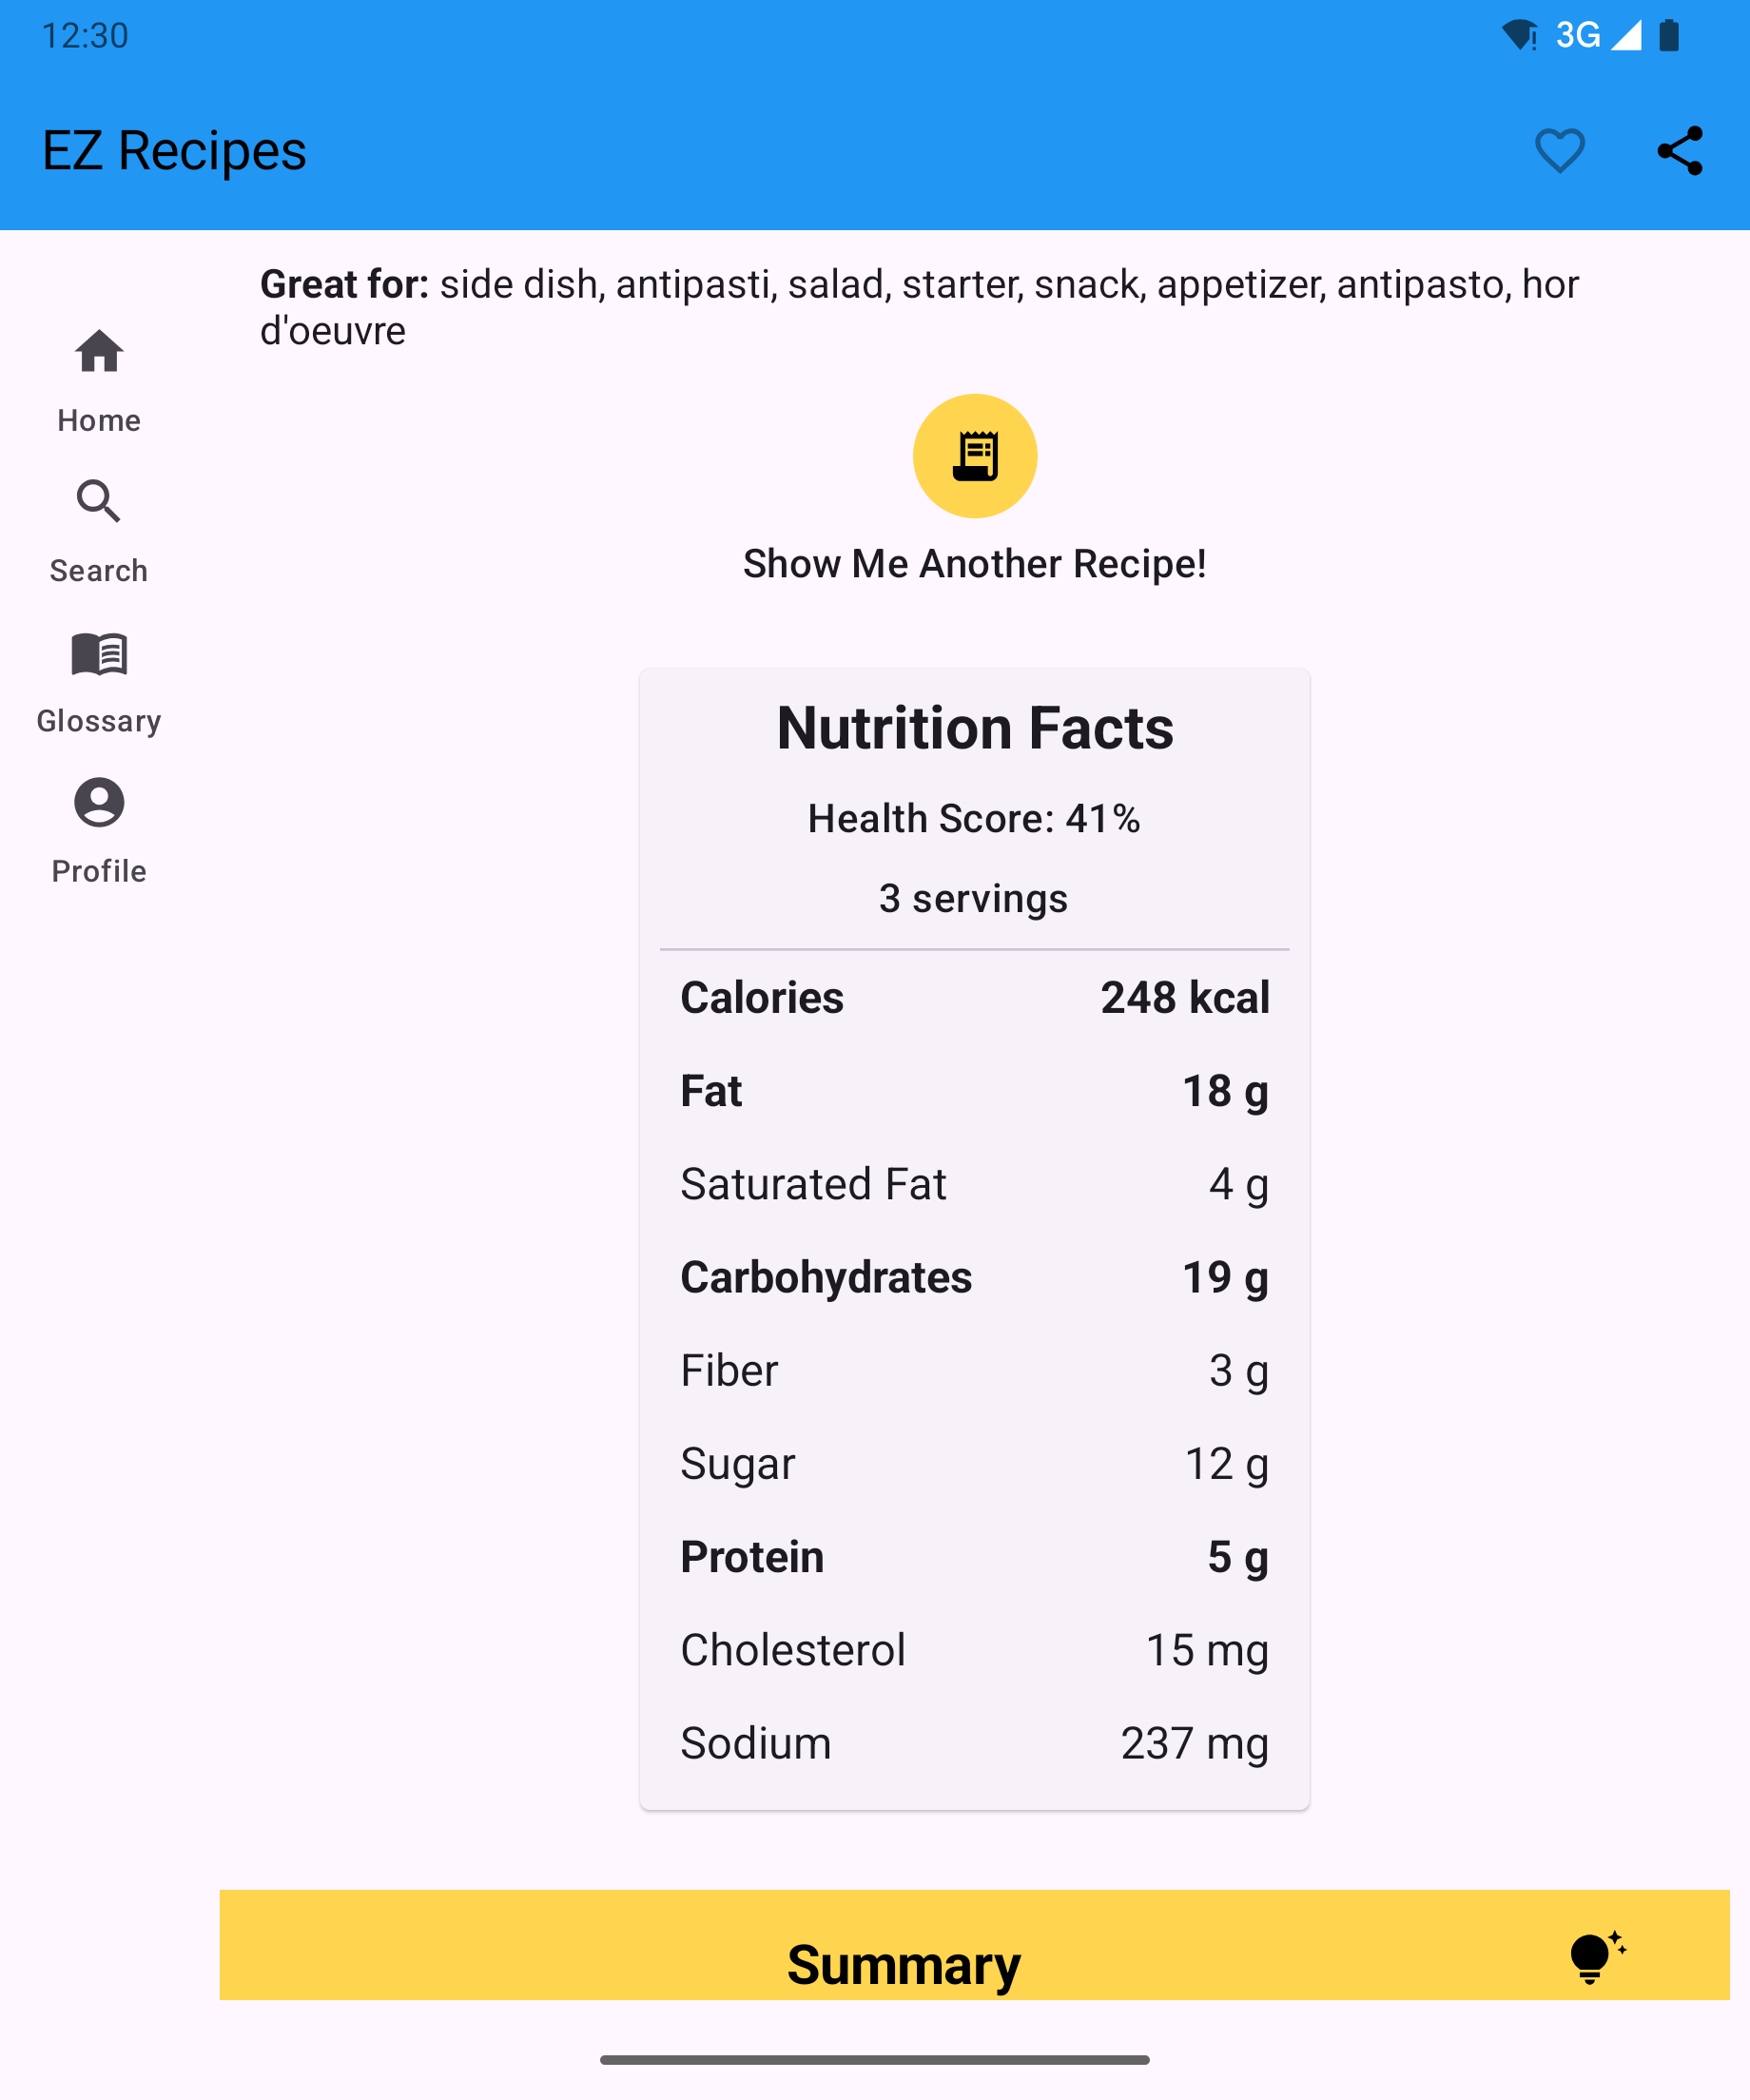 12:30
3G
EZ Recipes
Great for: side dish, antipasti, salad, starter, snack, appetizer, antipasto, hor
d'oeuvre
Home
Search
Glossary
Profile
Show Me Another Recipe!
Nutrition Facts
Health Score: 41%
3 servings
Calories 248 kcal
Fat 18 g
Saturated Fat 4 g
Carbohydrates 19 g
Fiber 3 g
Sugar 12 g
Protein 5 g
Cholesterol 15 mg
Sodium 237 mg
Summary